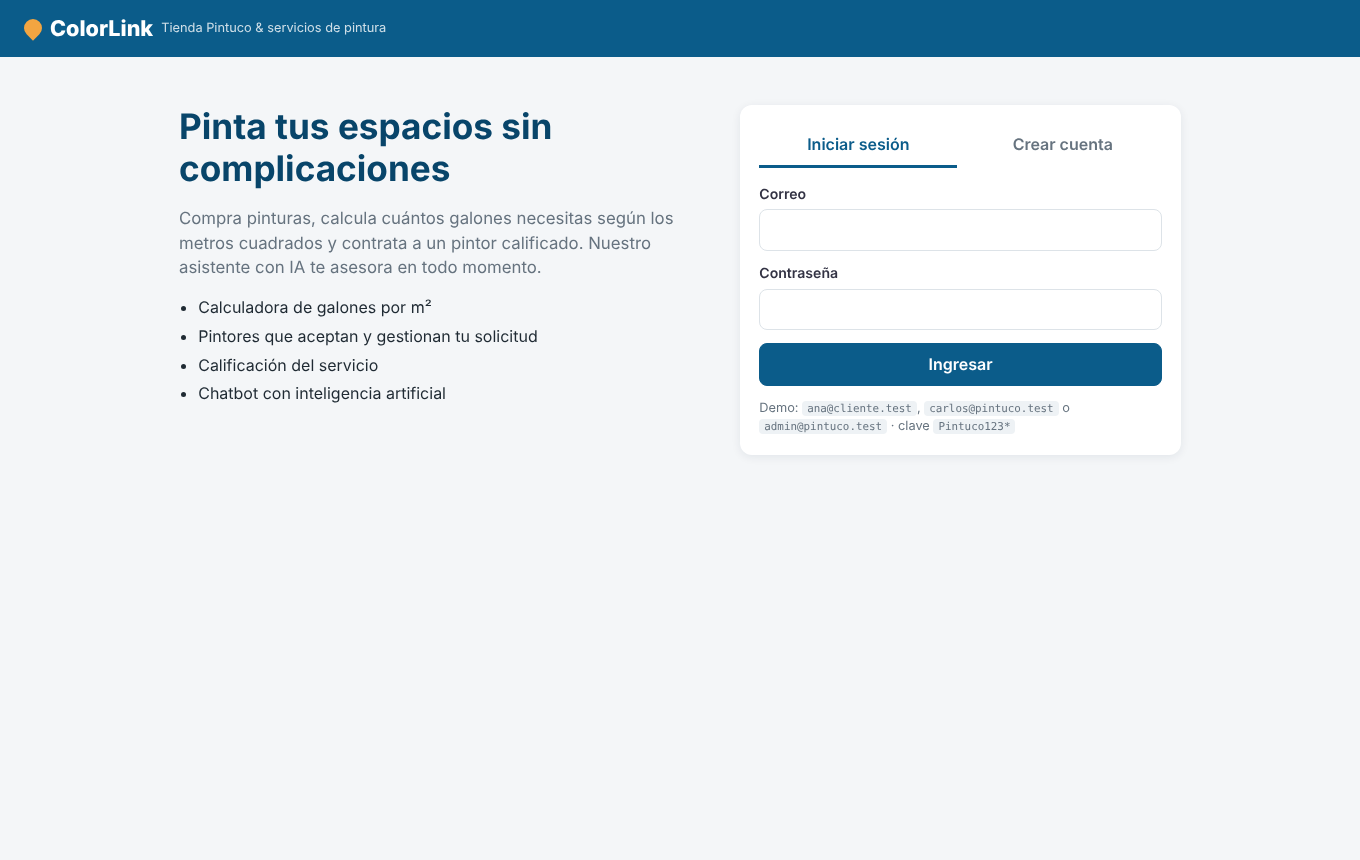 ColorLink Tienda Pintuco & servicios de pintura
Pinta tus espacios sin
complicaciones
Compra pinturas, calcula cuántos galones necesitas según los
metros cuadrados y contrata a un pintor calificado. Nuestro
asistente con IA te asesora en todo momento.
• Calculadora de galones por m²
• Pintores que aceptan y gestionan tu solicitud
• Calificación del servicio
• Chatbot con inteligencia artificial
Iniciar sesión Crear cuenta
Correo
Contraseña
Ingresar
Demo: ana@cliente.test, carlos@pintuco.test o
admin@pintuco.test · clave Pintuco123*